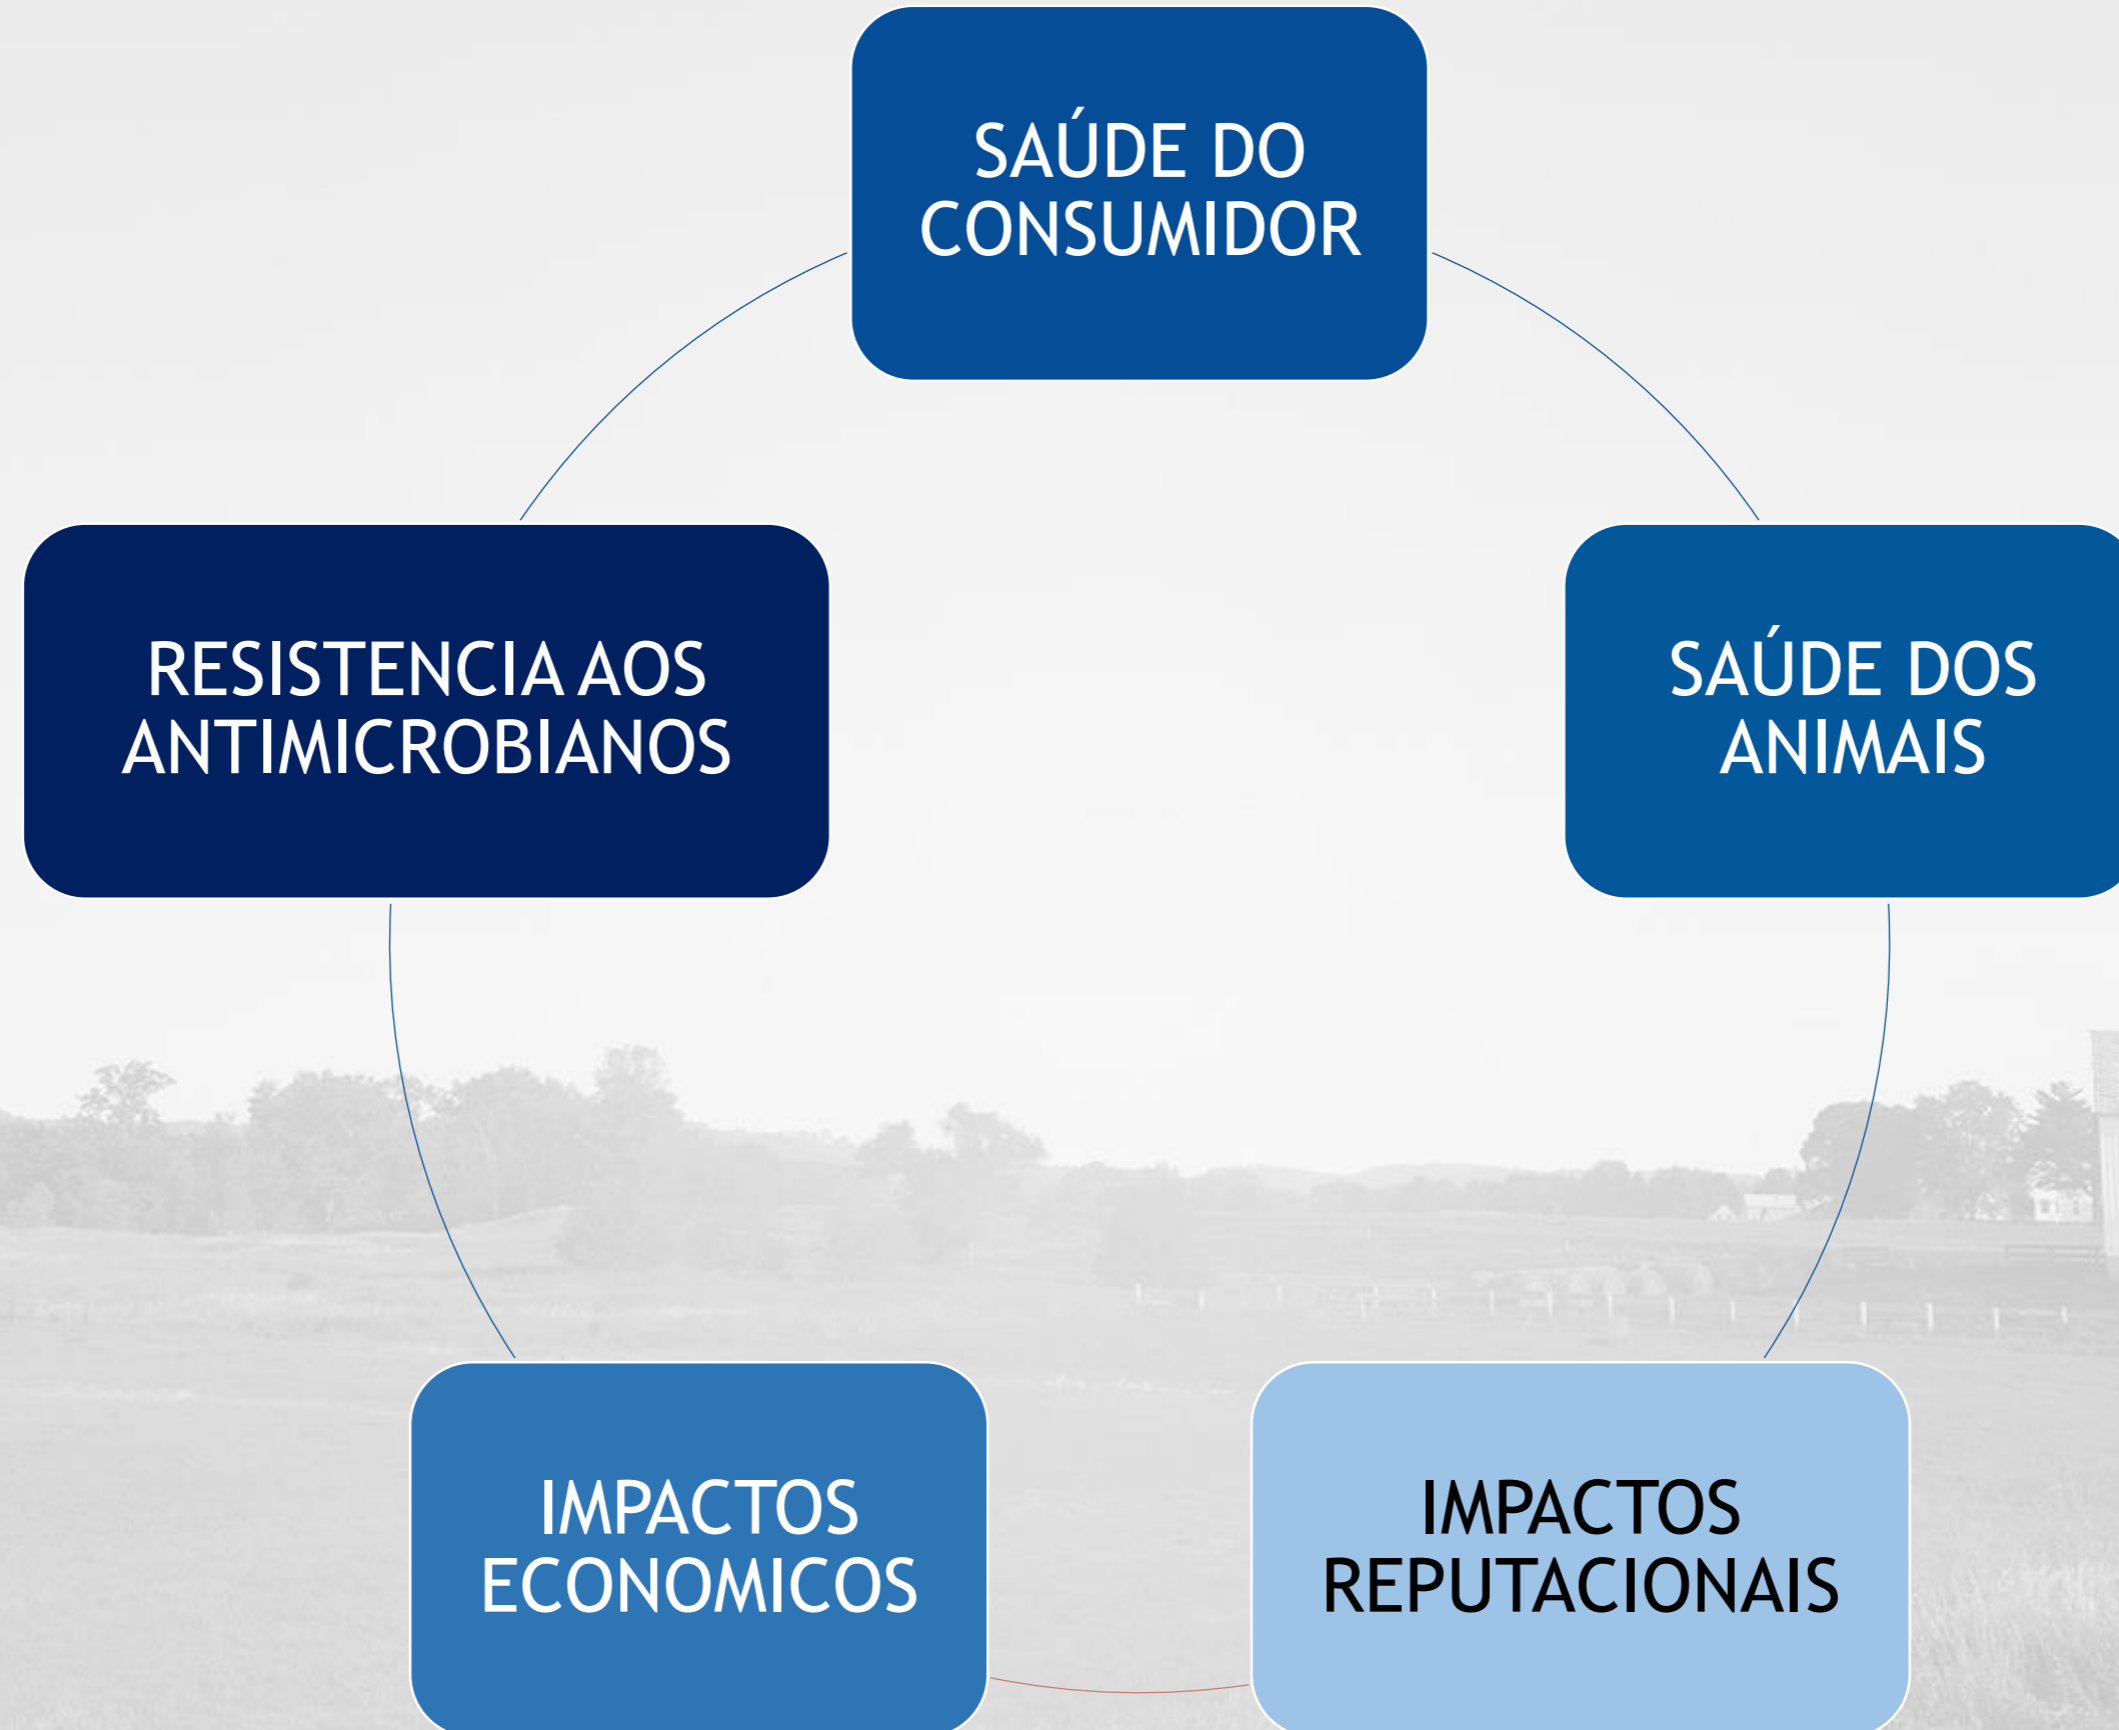 SAÚDE DO
CONSUMIDOR
RESISTENCIA AOS
ANTIMICROBIANOS
SAÚDE DOS
ANIMAIS
IMPACTOS
ECONOMICOS
IMPACTOS
REPUTACIONAIS